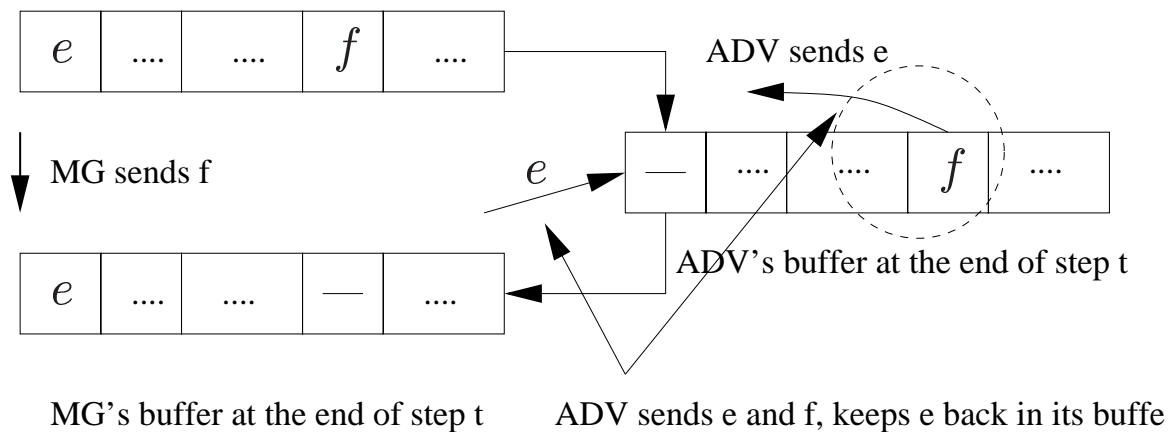 e .... .... f ....
ADV sends e
MG sends f
e
— .... .... f ....
ADV's buffer at the end of step t
e .... .... — ....
MG's buffer at the end of step t
ADV sends e and f, keeps e back in its buffe